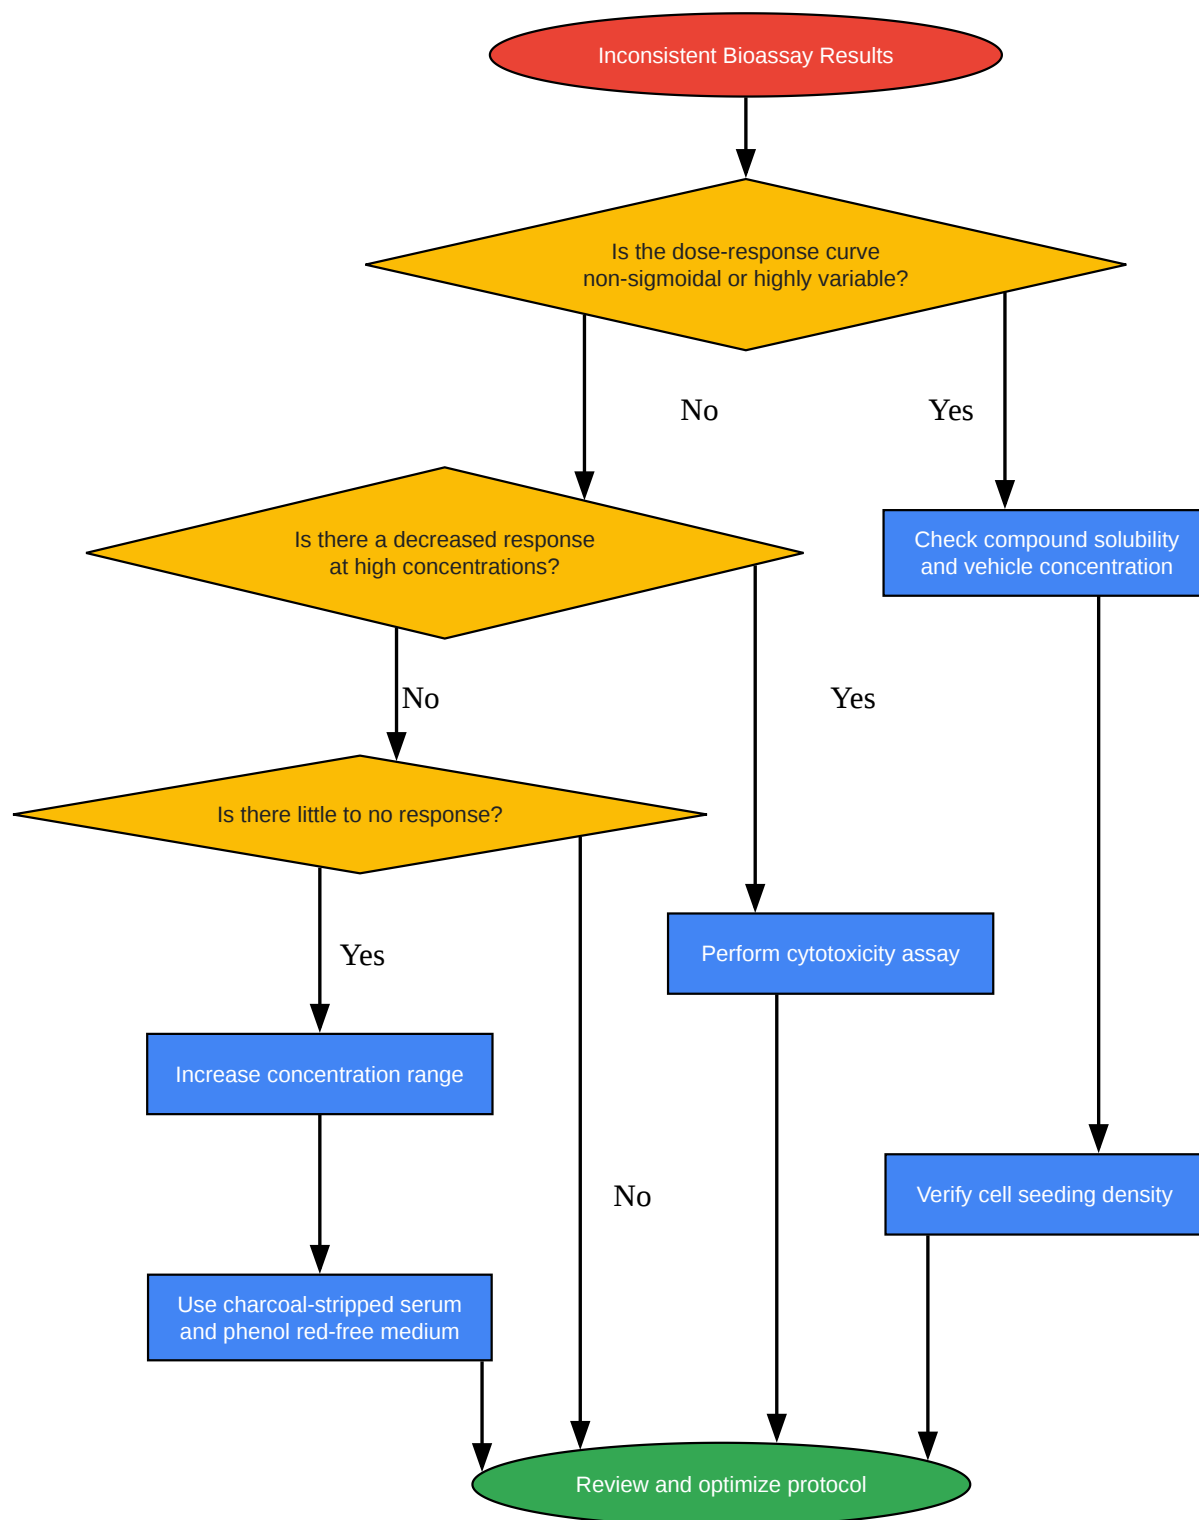 Inconsistent Bioassay Results
Is the dose-response curve
non-sigmoidal or highly variable?
No
Yes
Is there a decreased response
at high concentrations?
Check compound solubility
and vehicle concentration
No
Yes
Is there little to no response?
Yes
Perform cytotoxicity assay
Increase concentration range
No
Verify cell seeding density
Use charcoal-stripped serum
and phenol red-free medium
Review and optimize protocol